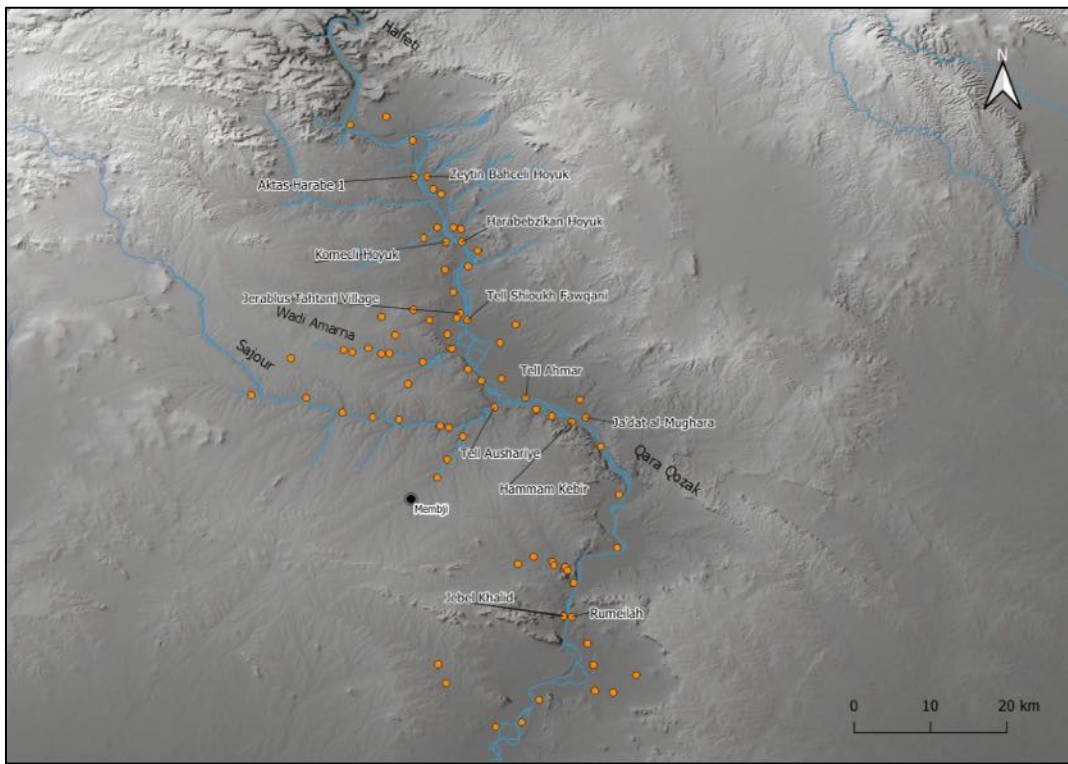 Halfeti
N
Aktas Harabe 1
Zeytin Bahceli Hoyuk
Harabebzikan Hoyuk
Komecli Hoyuk
Jerablus Tahtani Village
Tell Shioukh Fawqani
Wadi Amarna
Sajour
Tell Ahmar
Ja'dat al-Mughara
Tell Aushariye
Qara Qozak
Hammam Kebir
Membji
Jebel Khalid
Rumeilah
0 10 20 km